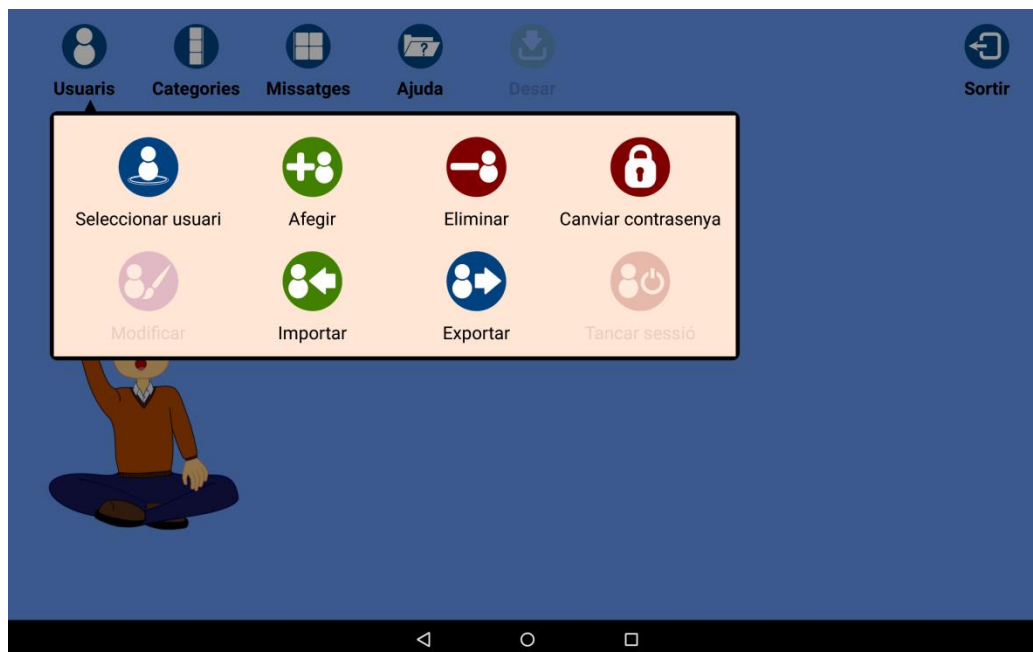 Usuaris Categories Missatges Ajuda Desar Sortir
Seleccionar usuari Afegir Eliminar Canviar contrasenya
Modificar Importar Exportar Tancar sessió